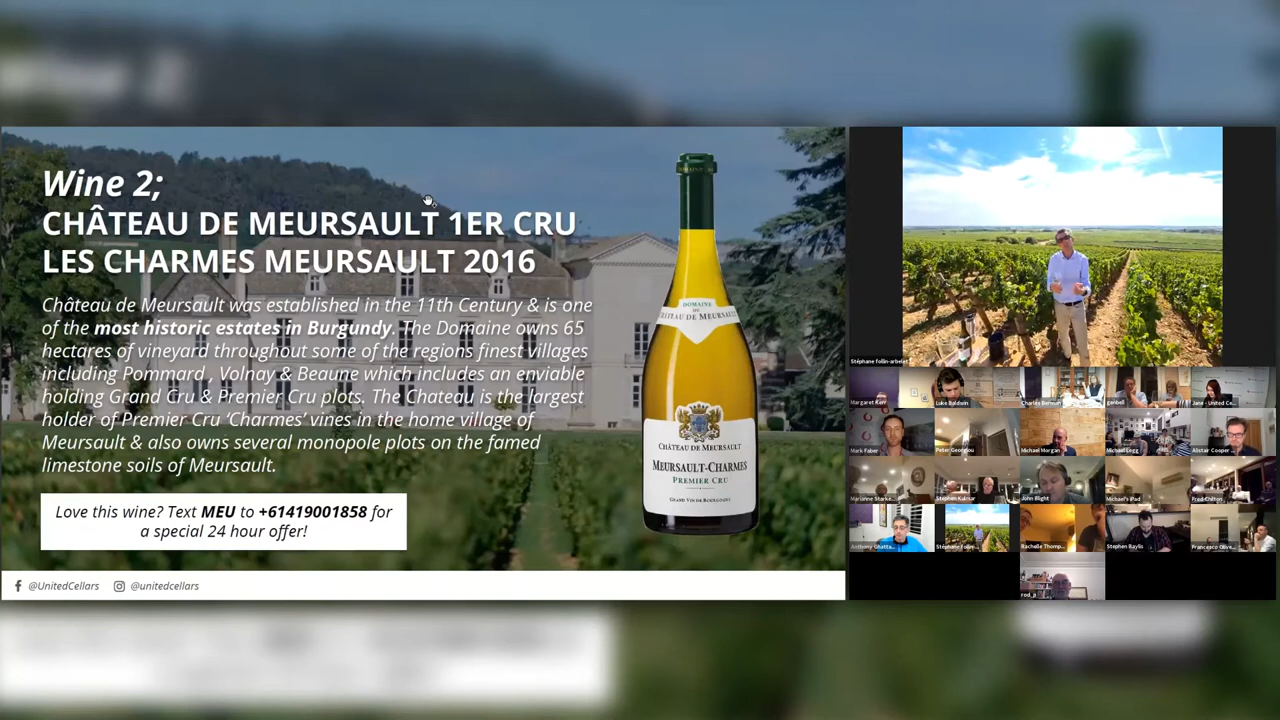 Wine 2;
CHÂTEAU DE MEURSAULT 1ER CRU
LES CHARMES MEURSAULT 2016
Château de Meursault was established in the 11th Century & is one
of the most historic estates in Burgundy. The Domaine owns 65
hectares of vineyard throughout some of the regions finest villages
including Pommard , Volnay & Beaune which includes an enviable
holding Grand Cru & Premier Cru plots. The Chateau is the largest
holder of Premier Cru ‘Charmes’ vines in the home village of
Meursault & also owns several monopole plots on the famed
limestone soils of Meursault.
Love this wine? Text MEU to +61419001858 for
a special 24 hour offer!
@UnitedCellars @unitedcellars
DOMAINE
DU
CHÂTEAU DE MEURSAULT
CHÂTEAU DE MEURSAULT
MEURSAULT-CHARMES
PREMIER CRU
GRAND VIN DE BOURGOGNE
Stéphane follin-arbelet
Margaret Kerr Luke Baldwin Charles Berman genbell Jane - United Ce...
Mark Faber Peter Georgiou Michael Morgan Michael Legg Alistair Cooper
Marianne Starke... Stephen Kalmar John Blight Michael's iPad Fred Chilton
Anthony Ghatta... Stéphane follin-... Rachelle Thomp... Stephen Baylis Francesco Olive...
rod_p